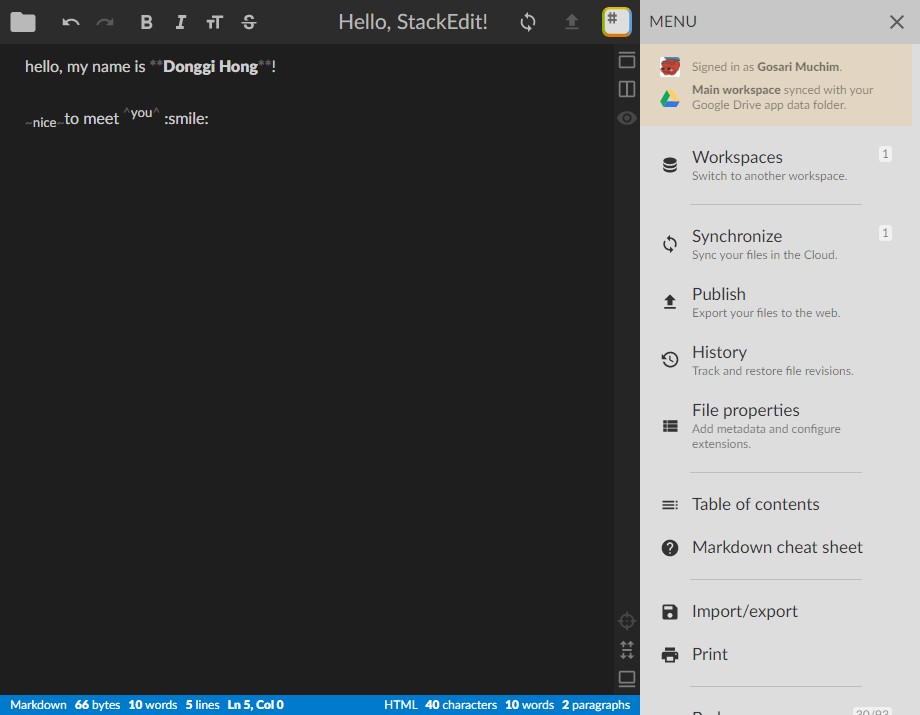 B I TT S Hello, StackEdit! #
MENU
hello, my name is **Donggi Hong**!
~nice~to meet ^you^ :smile:
Signed in as Gosari Muchim.
Main workspace synced with your
Google Drive app data folder.
Workspaces 1
Switch to another workspace.
Synchronize 1
Sync your files in the Cloud.
Publish
Export your files to the web.
History
Track and restore file revisions.
File properties
Add metadata and configure
extensions.
Table of contents
Markdown cheat sheet
Import/export
Print
Markdown 66 bytes 10 words 5 lines Ln 5, Col 0 HTML 40 characters 10 words 2 paragraphs